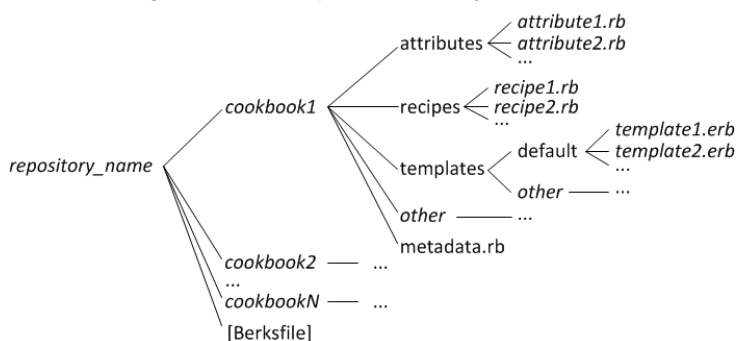 repository_name
cookbook1
attributes
attribute1.rb
attribute2.rb
...
recipes
recipe1.rb
recipe2.rb
...
templates
default
template1.erb
template2.erb
...
other
...
other
...
metadata.rb
cookbook2
...
...
cookbookN
...
[Berksfile]